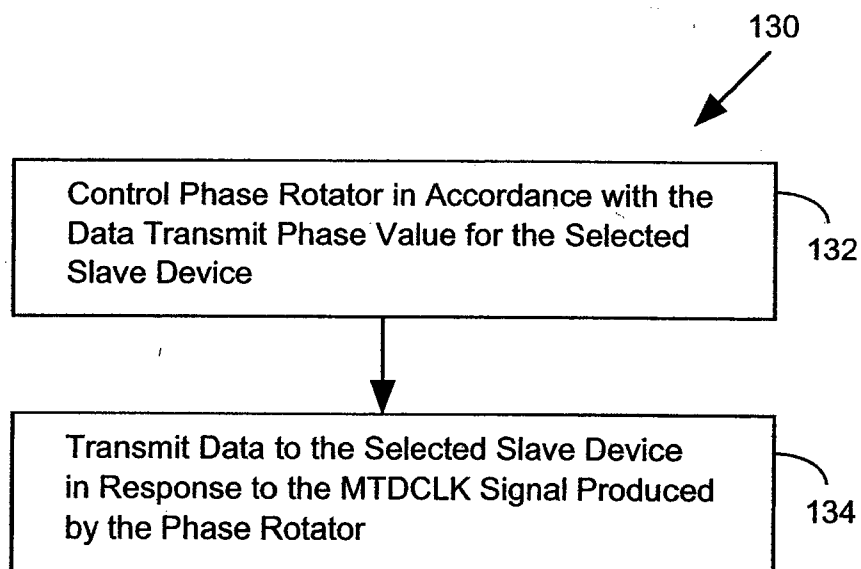 130
Control Phase Rotator in Accordance with the
Data Transmit Phase Value for the Selected
Slave Device
132
Transmit Data to the Selected Slave Device
in Response to the MTDCLK Signal Produced
by the Phase Rotator
134